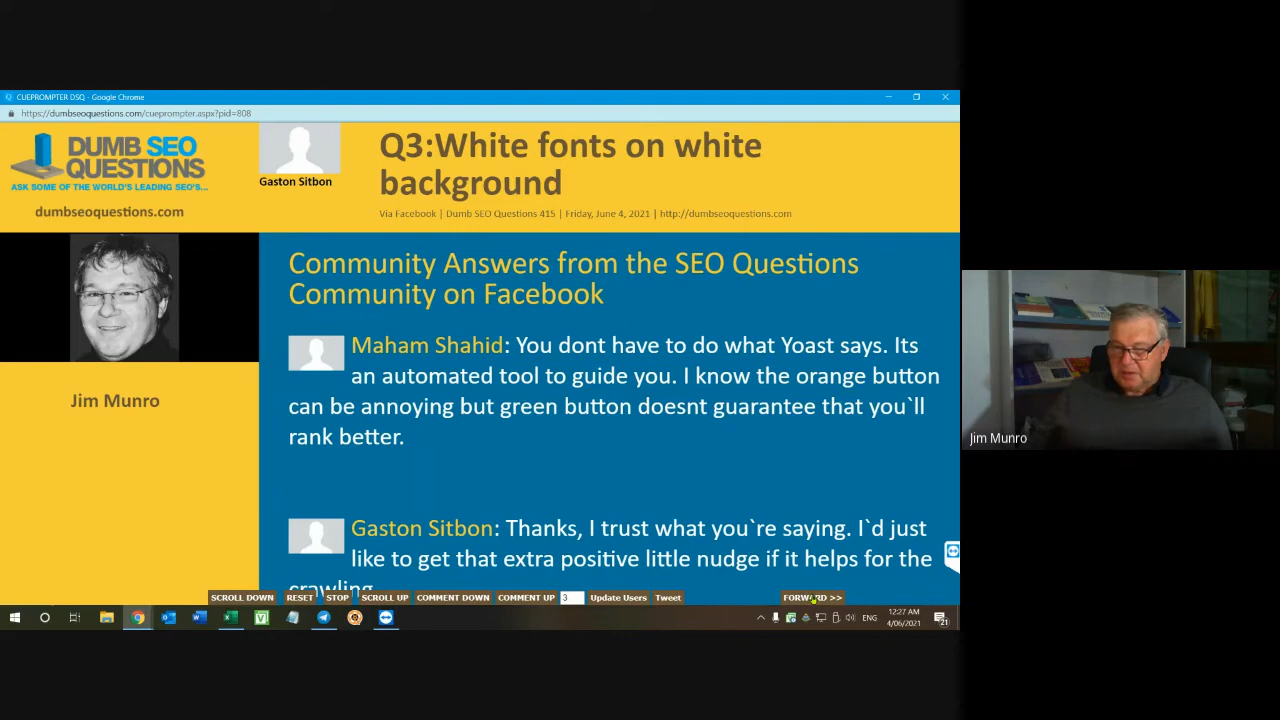 CUEPROMPTER DSQ - Google Chrome
https://dumbseoquestions.com/cueprompter.aspx?pid=808
DUMB SEO
QUESTIONS
ASK SOME OF THE WORLD'S LEADING SEO'S...
dumbseoquestions.com
Gaston Sitbon
Q3:White fonts on white
background
Via Facebook | Dumb SEO Questions 415 | Friday, June 4, 2021 | http://dumbseoquestions.com
Jim Munro
Community Answers from the SEO Questions
Community on Facebook
Maham Shahid: You dont have to do what Yoast says. Its
an automated tool to guide you. I know the orange button
can be annoying but green button doesnt guarantee that you`ll
rank better.
Gaston Sitbon: Thanks, I trust what you`re saying. I`d just
like to get that extra positive little nudge if it helps for the
crawling
SCROLL DOWN RESET STOP SCROLL UP COMMENT DOWN COMMENT UP 3 Update Users Tweet FORWARD >>
ENG
12:27 AM
4/06/2021
21
Jim Munro